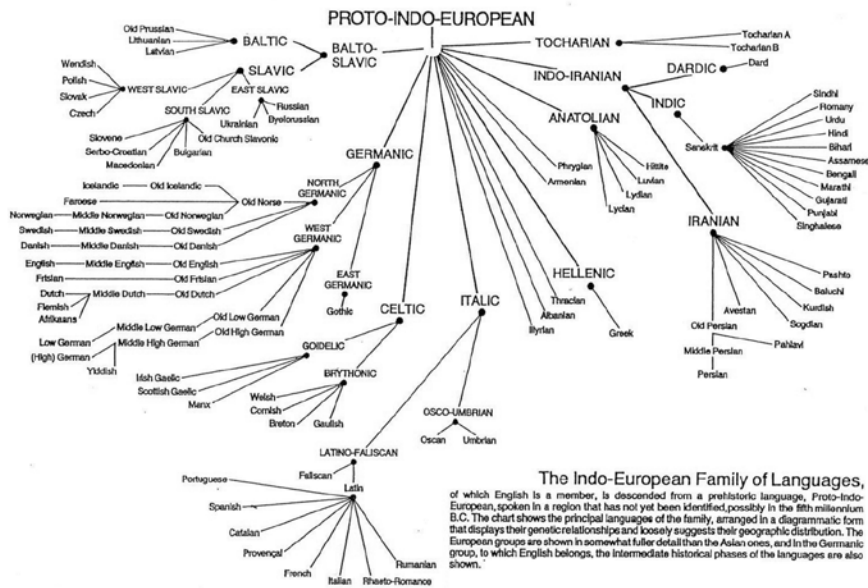 PROTO-INDO-EUROPEAN
Old Prussian
Lithuanian
Latvian
BALTIC
BALTO-
SLAVIC
SLAVIC
Wendish
Polish
Slovak
Czech
WEST SLAVIC
EAST SLAVIC
Russian
Byelorussian
Ukrainian
SOUTH SLAVIC
Old Church Slavonic
Bulgarian
Slovene
Serbo-Croatian
Macedonian
TOCHARIAN
Tocharian A
Tocharian B
INDO-IRANIAN
DARDIC
Dard
INDIC
Sanskrit
Sindhi
Romany
Urdu
Hindi
Bihari
Assamese
Bengali
Marathi
Gujarati
Punjabi
Singhalese
ANATOLIAN
Hittite
Luvian
Lydian
Lycian
Phrygian
Armenian
IRANIAN
Pashto
Baluchi
Kurdish
Sogdian
Avestan
Old Persian
Pahlavi
Middle Persian
Persian
HELLENIC
Greek
Thracian
Albanian
Illyrian
GERMANIC
NORTH
GERMANIC
Icelandic Old Icelandic
Faroese Old Norse
Norwegian Middle Norwegian Old Norwegian
Swedish Middle Swedish Old Swedish
Danish Middle Danish Old Danish
WEST
GERMANIC
English Middle English Old English
Frisian Old Frisian
Dutch Middle Dutch Old Dutch
Flemish
Afrikaans
Low German Middle Low German Old Low German
(High) German Middle High German Old High German
Yiddish
EAST
GERMANIC
Gothic
CELTIC
GOIDELIC
Irish Gaelic
Scottish Gaelic
Manx
BRYTHONIC
Welsh
Cornish
Breton
Gaulish
ITALIC
OSCO-UMBRIAN
Oscan
Umbrian
LATINO-FALISCAN
Faliscan
Latin
Portuguese
Spanish
Catalan
Provençal
French
Italian
Rhaeto-Romance
Rumanian
The Indo-European Family of Languages,
of which English is a member, is descended from a prehistoric language, Proto-Indo-
European, spoken in a region that has not yet been identified, possibly in the fifth millennium
B.C. The chart shows the principal languages of the family, arranged in a diagrammatic form
that displays their genetic relationships and loosely suggests their geographic distribution. The
European groups are shown in somewhat fuller detail than the Asian ones, and in the Germanic
group, to which English belongs, the intermediate historical phases of the languages are also
shown.